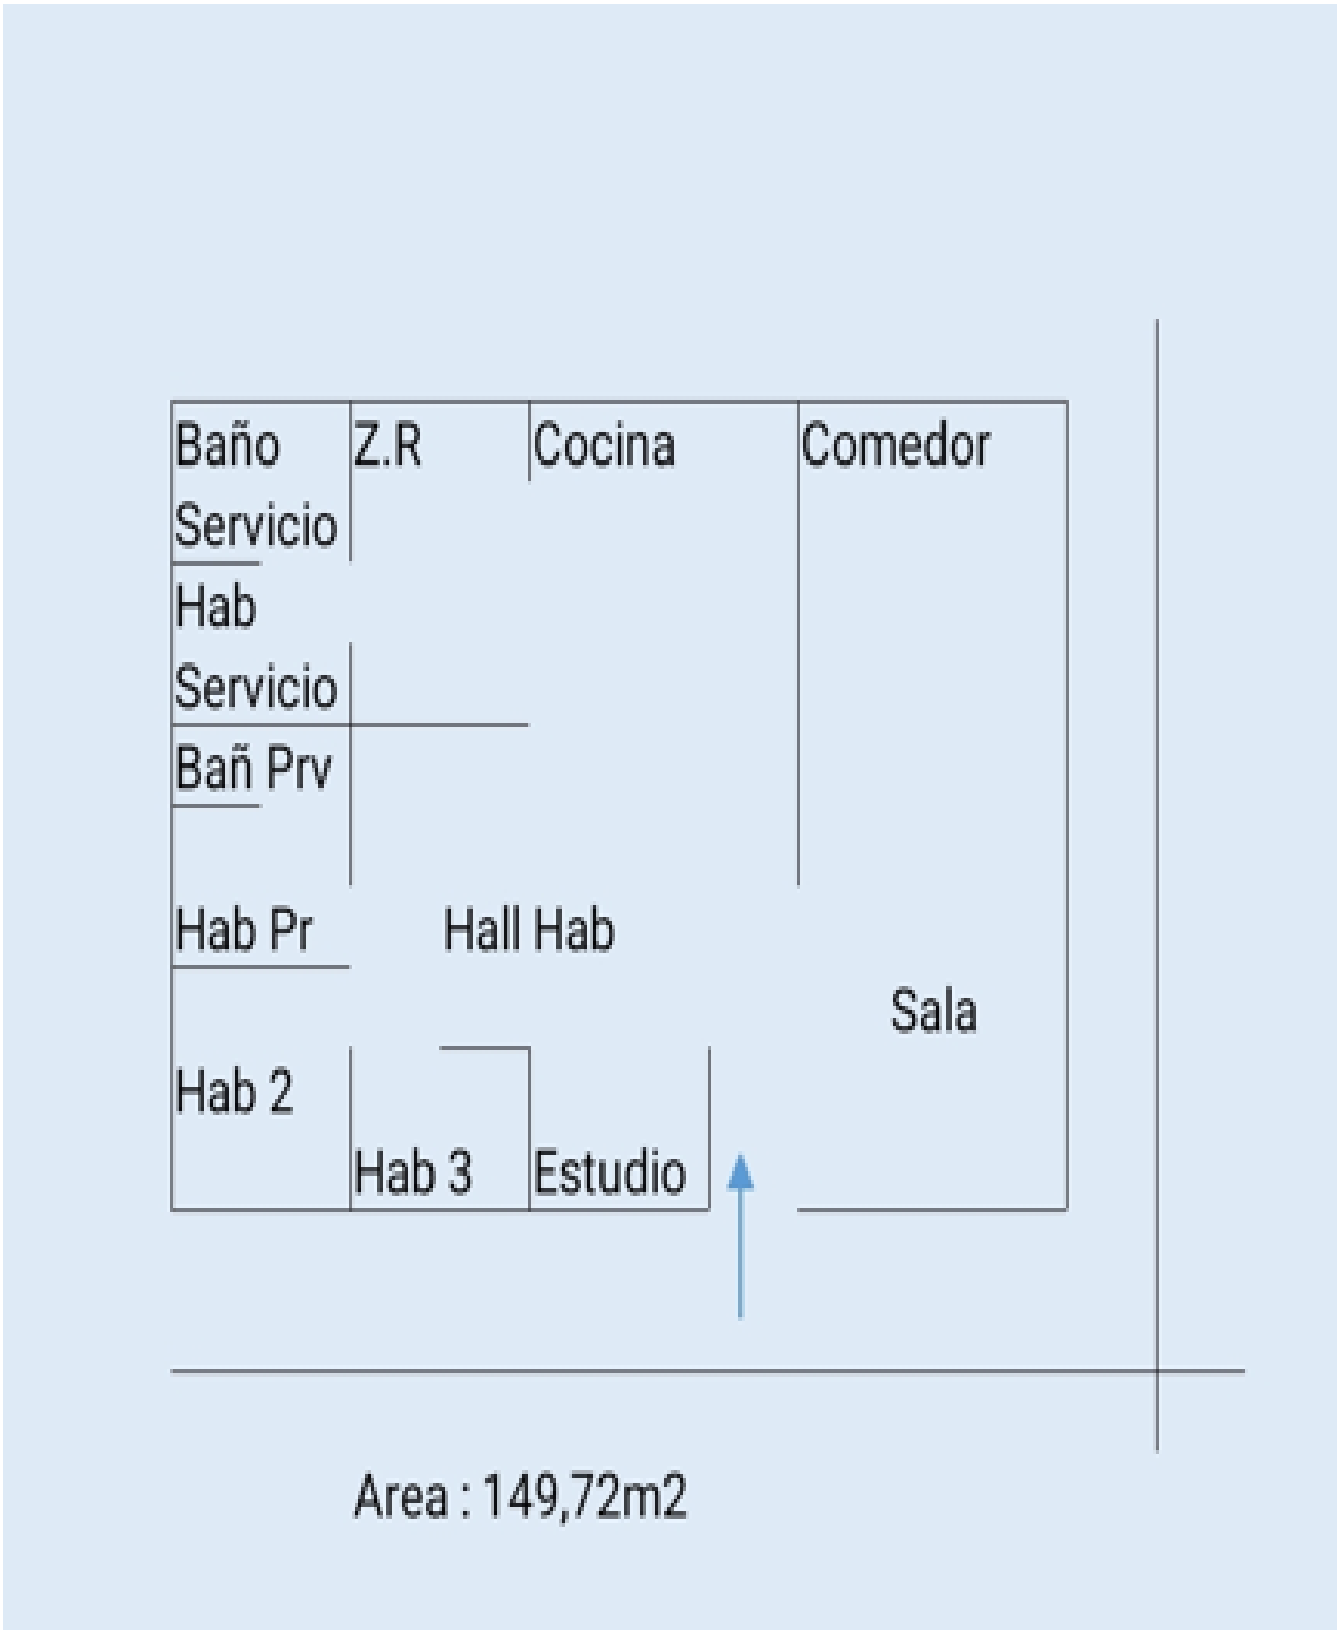 Baño Z.R Cocina Comedor
Servicio
Hab
Servicio
Bañ Prv
Hab Pr Hall Hab
Sala
Hab 2
Hab 3 Estudio
Area : 149,72m2